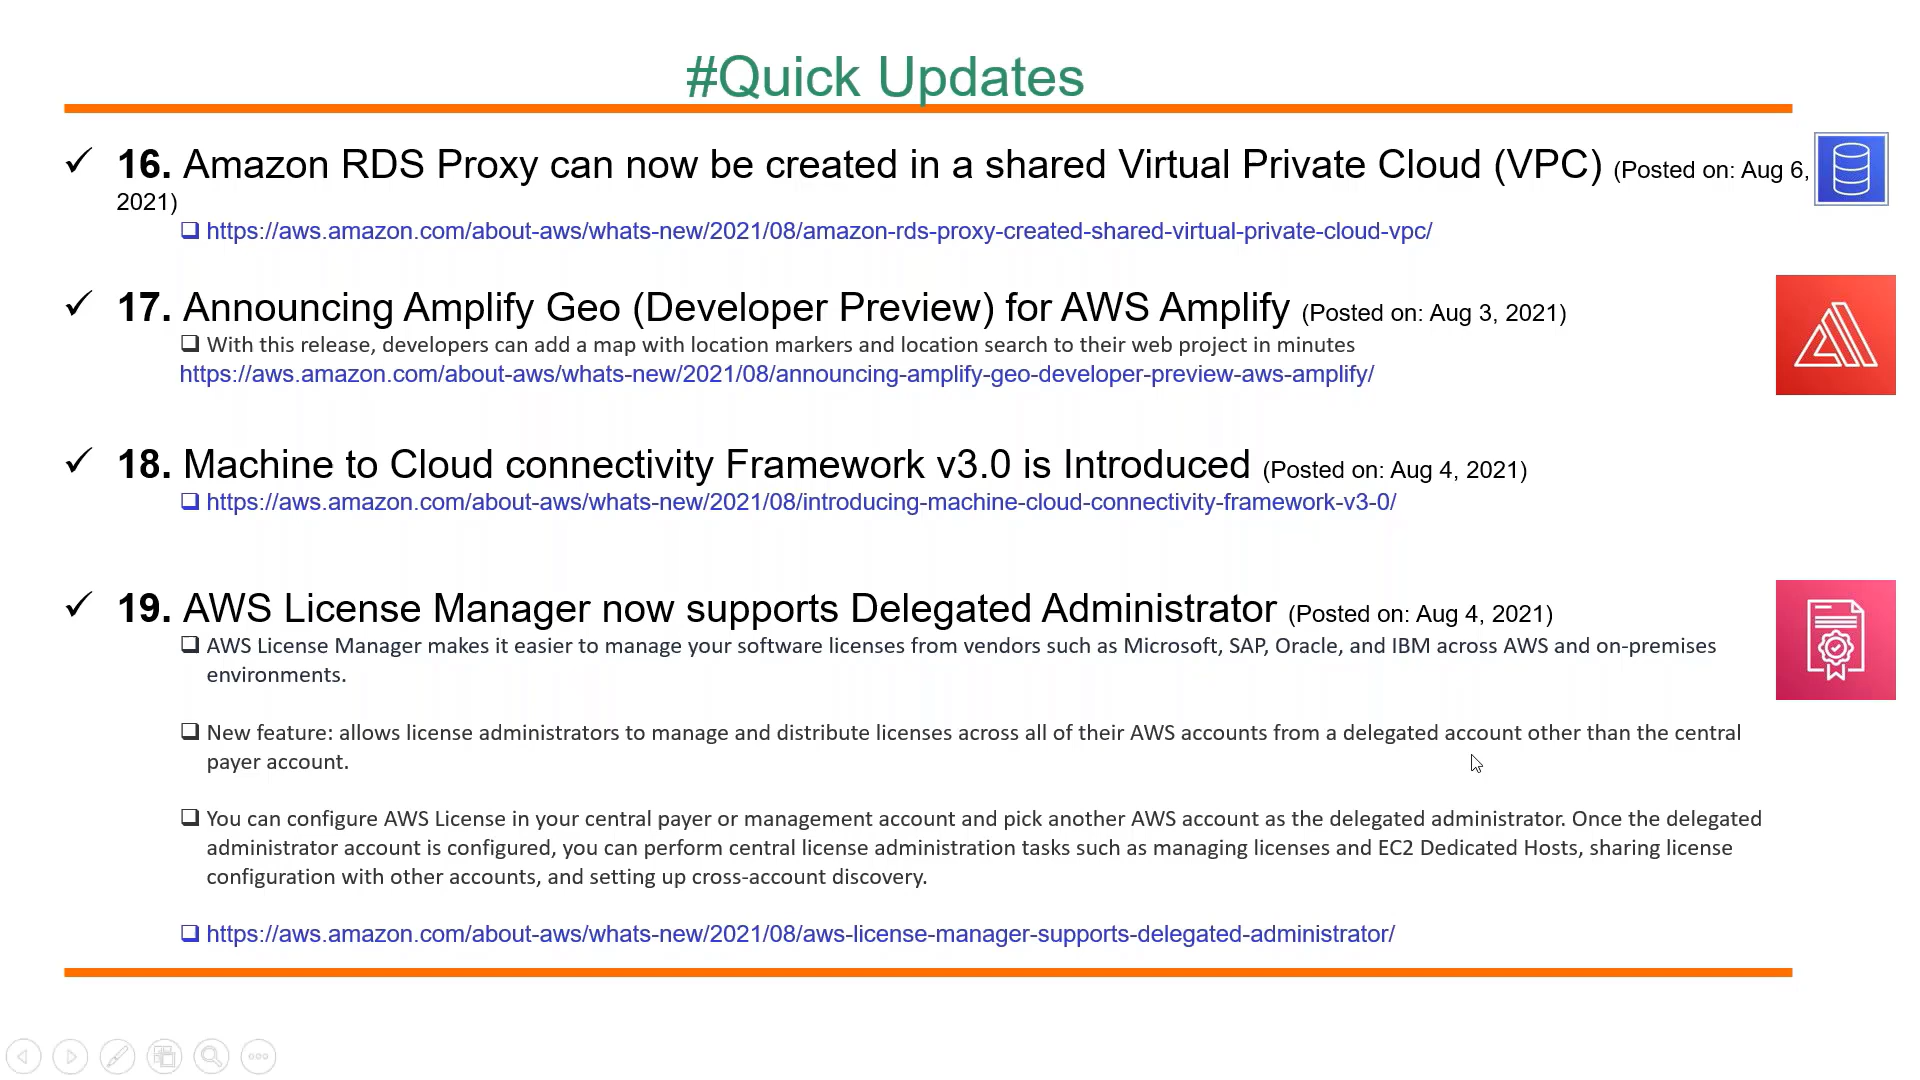 #Quick Updates
✓ 16. Amazon RDS Proxy can now be created in a shared Virtual Private Cloud (VPC) (Posted on: Aug 6,
2021)
❑ https://aws.amazon.com/about-aws/whats-new/2021/08/amazon-rds-proxy-created-shared-virtual-private-cloud-vpc/
✓ 17. Announcing Amplify Geo (Developer Preview) for AWS Amplify (Posted on: Aug 3, 2021)
❑ With this release, developers can add a map with location markers and location search to their web project in minutes
https://aws.amazon.com/about-aws/whats-new/2021/08/announcing-amplify-geo-developer-preview-aws-amplify/
✓ 18. Machine to Cloud connectivity Framework v3.0 is Introduced (Posted on: Aug 4, 2021)
❑ https://aws.amazon.com/about-aws/whats-new/2021/08/introducing-machine-cloud-connectivity-framework-v3-0/
✓ 19. AWS License Manager now supports Delegated Administrator (Posted on: Aug 4, 2021)
❑ AWS License Manager makes it easier to manage your software licenses from vendors such as Microsoft, SAP, Oracle, and IBM across AWS and on-premises
environments.
❑ New feature: allows license administrators to manage and distribute licenses across all of their AWS accounts from a delegated account other than the central
payer account.
❑ You can configure AWS License in your central payer or management account and pick another AWS account as the delegated administrator. Once the delegated
administrator account is configured, you can perform central license administration tasks such as managing licenses and EC2 Dedicated Hosts, sharing license
configuration with other accounts, and setting up cross-account discovery.
❑ https://aws.amazon.com/about-aws/whats-new/2021/08/aws-license-manager-supports-delegated-administrator/